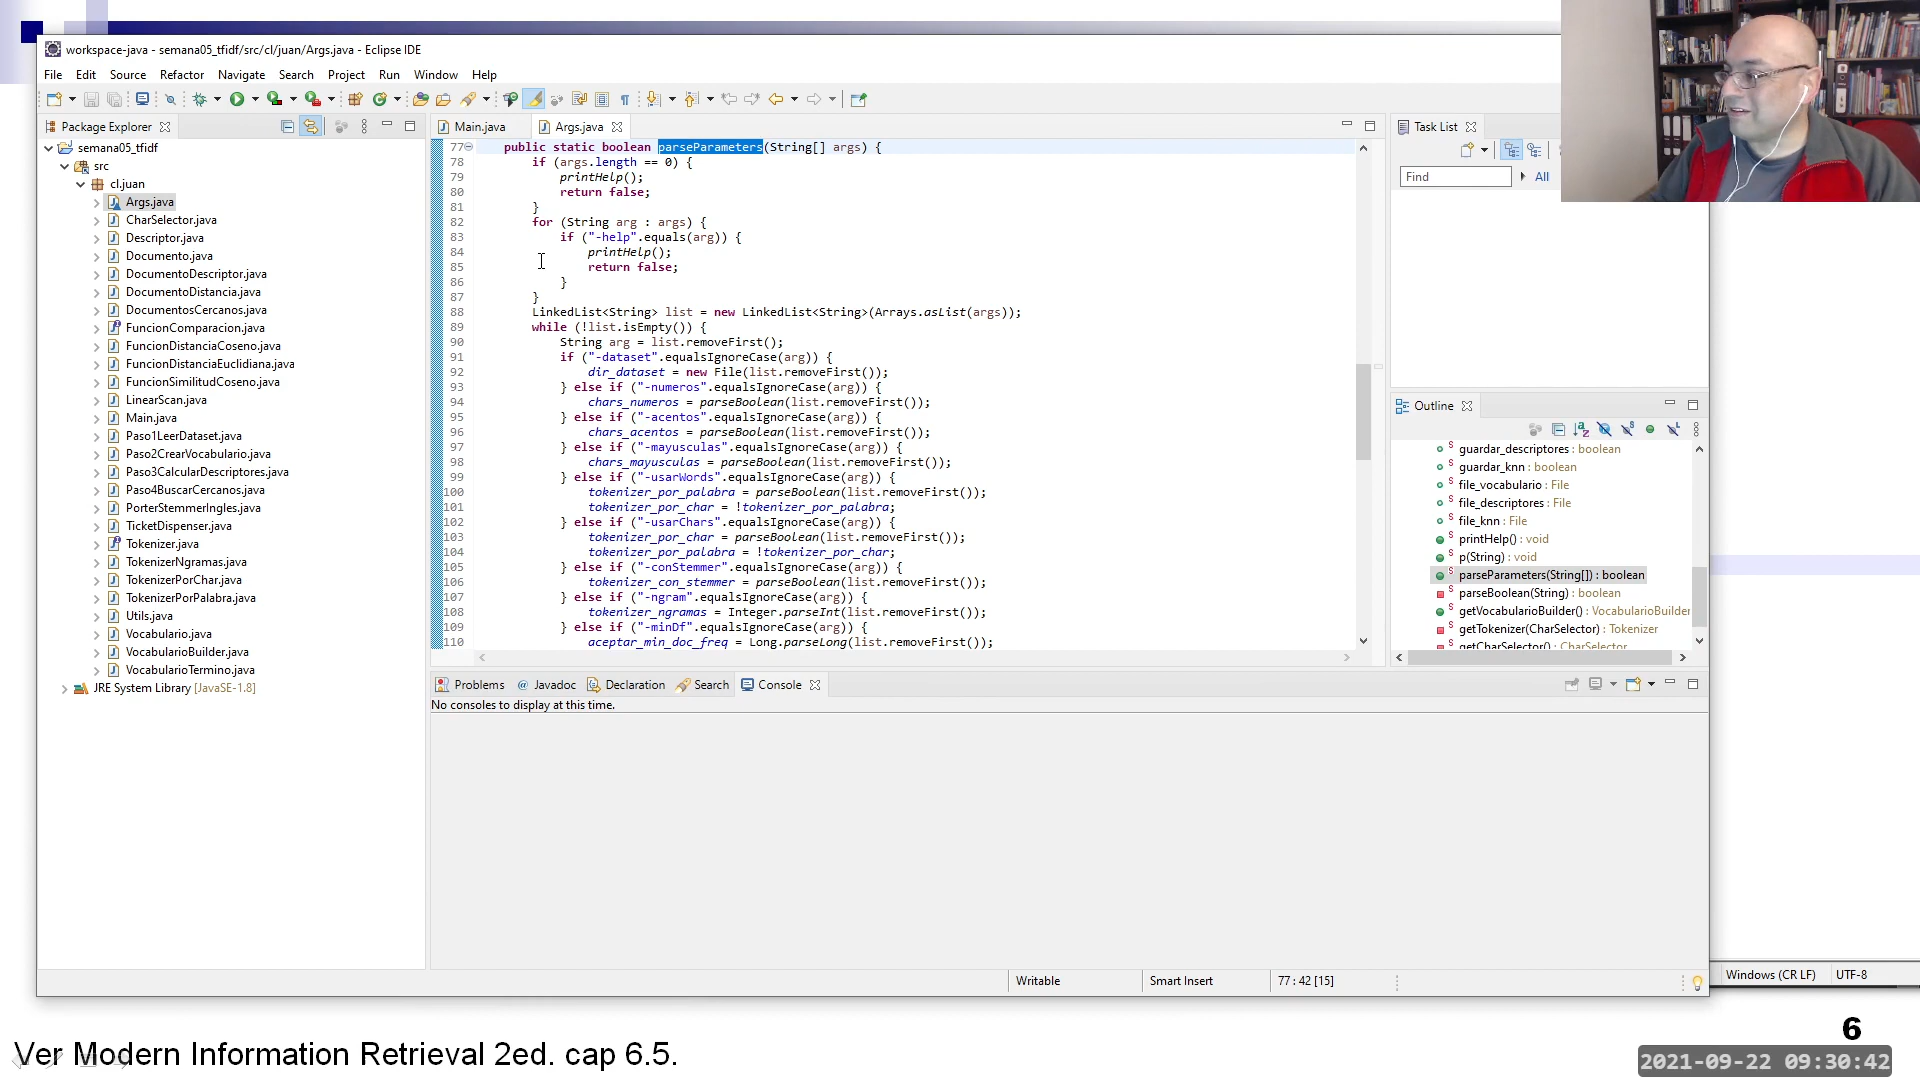 workspace-java - semana05_tfidf/src/cl/juan/Args.java - Eclipse IDE
File Edit Source Refactor Navigate Search Project Run Window Help
Package Explorer
semana05_tfidf
src
cl.juan
Args.java
CharSelector.java
Descriptor.java
Documento.java
DocumentoDescriptor.java
DocumentoDistancia.java
DocumentosCercanos.java
FuncionComparacion.java
FuncionDistanciaCoseno.java
FuncionDistanciaEuclidiana.java
FuncionSimilitudCoseno.java
LinearScan.java
Main.java
Paso1LeerDataset.java
Paso2CrearVocabulario.java
Paso3CalcularDescriptores.java
Paso4BuscarCercanos.java
PorterStemmerIngles.java
TicketDispenser.java
Tokenizer.java
TokenizerNgramas.java
TokenizerPorChar.java
TokenizerPorPalabra.java
Utils.java
Vocabulario.java
VocabularioBuilder.java
VocabularioTermino.java
JRE System Library [JavaSE-1.8]
Main.java Args.java
77 public static boolean parseParameters(String[] args) {
78 if (args.length == 0) {
79 printHelp();
80 return false;
81 }
82 for (String arg : args) {
83 if ("-help".equals(arg)) {
84 printHelp();
85 return false;
86 }
87 }
88 LinkedList<String> list = new LinkedList<String>(Arrays.asList(args));
89 while (!list.isEmpty()) {
90 String arg = list.removeFirst();
91 if ("-dataset".equalsIgnoreCase(arg)) {
92 dir_dataset = new File(list.removeFirst());
93 } else if ("-numeros".equalsIgnoreCase(arg)) {
94 chars_numeros = parseBoolean(list.removeFirst());
95 } else if ("-acentos".equalsIgnoreCase(arg)) {
96 chars_acentos = parseBoolean(list.removeFirst());
97 } else if ("-mayusculas".equalsIgnoreCase(arg)) {
98 chars_mayusculas = parseBoolean(list.removeFirst());
99 } else if ("-usarWords".equalsIgnoreCase(arg)) {
100 tokenizer_por_palabra = parseBoolean(list.removeFirst());
101 tokenizer_por_char = !tokenizer_por_palabra;
102 } else if ("-usarChars".equalsIgnoreCase(arg)) {
103 tokenizer_por_char = parseBoolean(list.removeFirst());
104 tokenizer_por_palabra = !tokenizer_por_char;
105 } else if ("-conStemmer".equalsIgnoreCase(arg)) {
106 tokenizer_con_stemmer = parseBoolean(list.removeFirst());
107 } else if ("-ngram".equalsIgnoreCase(arg)) {
108 tokenizer_ngramas = Integer.parseInt(list.removeFirst());
109 } else if ("-minDf".equalsIgnoreCase(arg)) {
110 aceptar_min_doc_freq = Long.parseLong(list.removeFirst());
Task List
Find All
Outline
guardar_descriptores : boolean
guardar_knn : boolean
file_vocabulario : File
file_descriptores : File
file_knn : File
printHelp() : void
p(String) : void
parseParameters(String[]) : boolean
parseBoolean(String) : boolean
getVocabularioBuilder() : VocabularioBuilder
getTokenizer(CharSelector) : Tokenizer
getCharSelector() : CharSelector
Problems Javadoc Declaration Search Console
No consoles to display at this time.
Writable Smart Insert 77 : 42 [15]
Windows (CR LF) UTF-8
6
Ver Modern Information Retrieval 2ed. cap 6.5.
2021-09-22 09:30:42